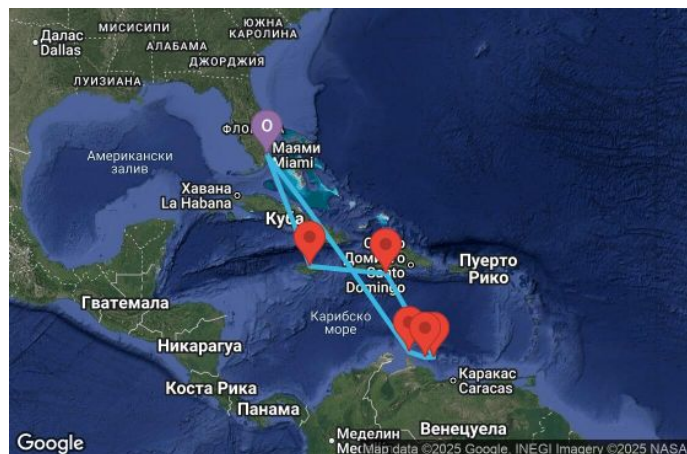 Далас
Dallas
МИСИСИПИ
АЛАБАМА
ЮЖНА
КАРОЛИНА
ДЖОРДЖИЯ
ЛУИЗИАНА
O
Маями
Miami
Американски
залив
Хавана
La Habana
Куба
Домин
Santo
Domingo
Пуерто
Рико
Гватемала
Карибско
море
Никарагуа
Каракас
Caracas
Коста Рика
Панама
Венецуела
Меделин
Google
Map data ©2025 Google, INEGI Imagery ©2025 NASA